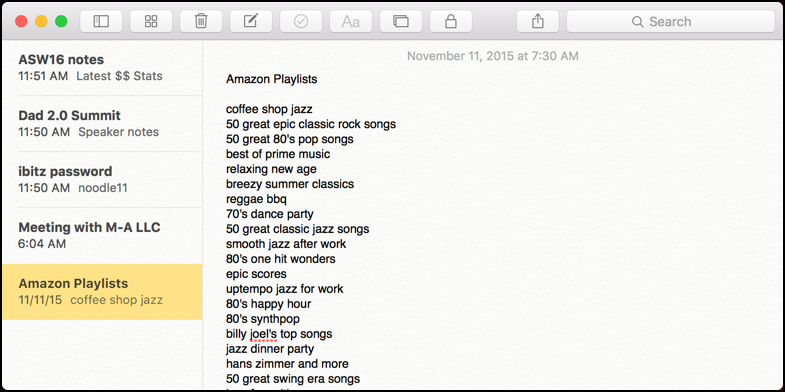 Aa
Search
ASW16 notes
11:51 AM Latest $$ Stats
Dad 2.0 Summit
11:50 AM Speaker notes
ibitz password
11:50 AM noodle11
Meeting with M-A LLC
6:04 AM
Amazon Playlists
11/11/15 coffee shop jazz
November 11, 2015 at 7:30 AM
Amazon Playlists
coffee shop jazz
50 great epic classic rock songs
50 great 80's pop songs
best of prime music
relaxing new age
breezy summer classics
reggae bbq
70's dance party
50 great classic jazz songs
smooth jazz after work
80's one hit wonders
epic scores
uptempo jazz for work
80's happy hour
80's synthpop
billy joel's top songs
jazz dinner party
hans zimmer and more
50 great swing era songs